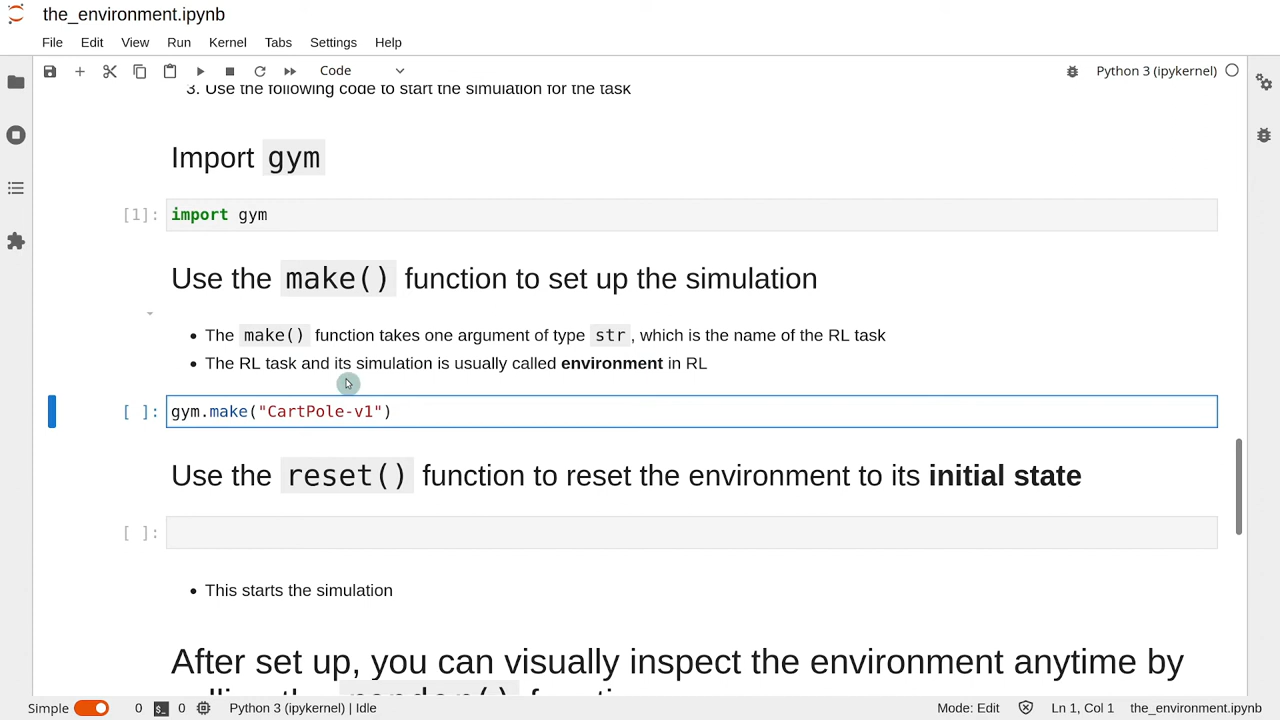 the_environment.ipynb
File Edit View Run Kernel Tabs Settings Help
Code Python 3 (ipykernel)
3. Use the following code to start the simulation for the task
Import gym
[1]: import gym
Use the make() function to set up the simulation
• The make() function takes one argument of type str, which is the name of the RL task
• The RL task and its simulation is usually called environment in RL
[ ]: gym.make("CartPole-v1")
Use the reset() function to reset the environment to its initial state
[ ]:
• This starts the simulation
After set up, you can visually inspect the environment anytime by
calling the render() function
Simple 0 0 Python 3 (ipykernel) | Idle Mode: Edit Ln 1, Col 1 the_environment.ipynb